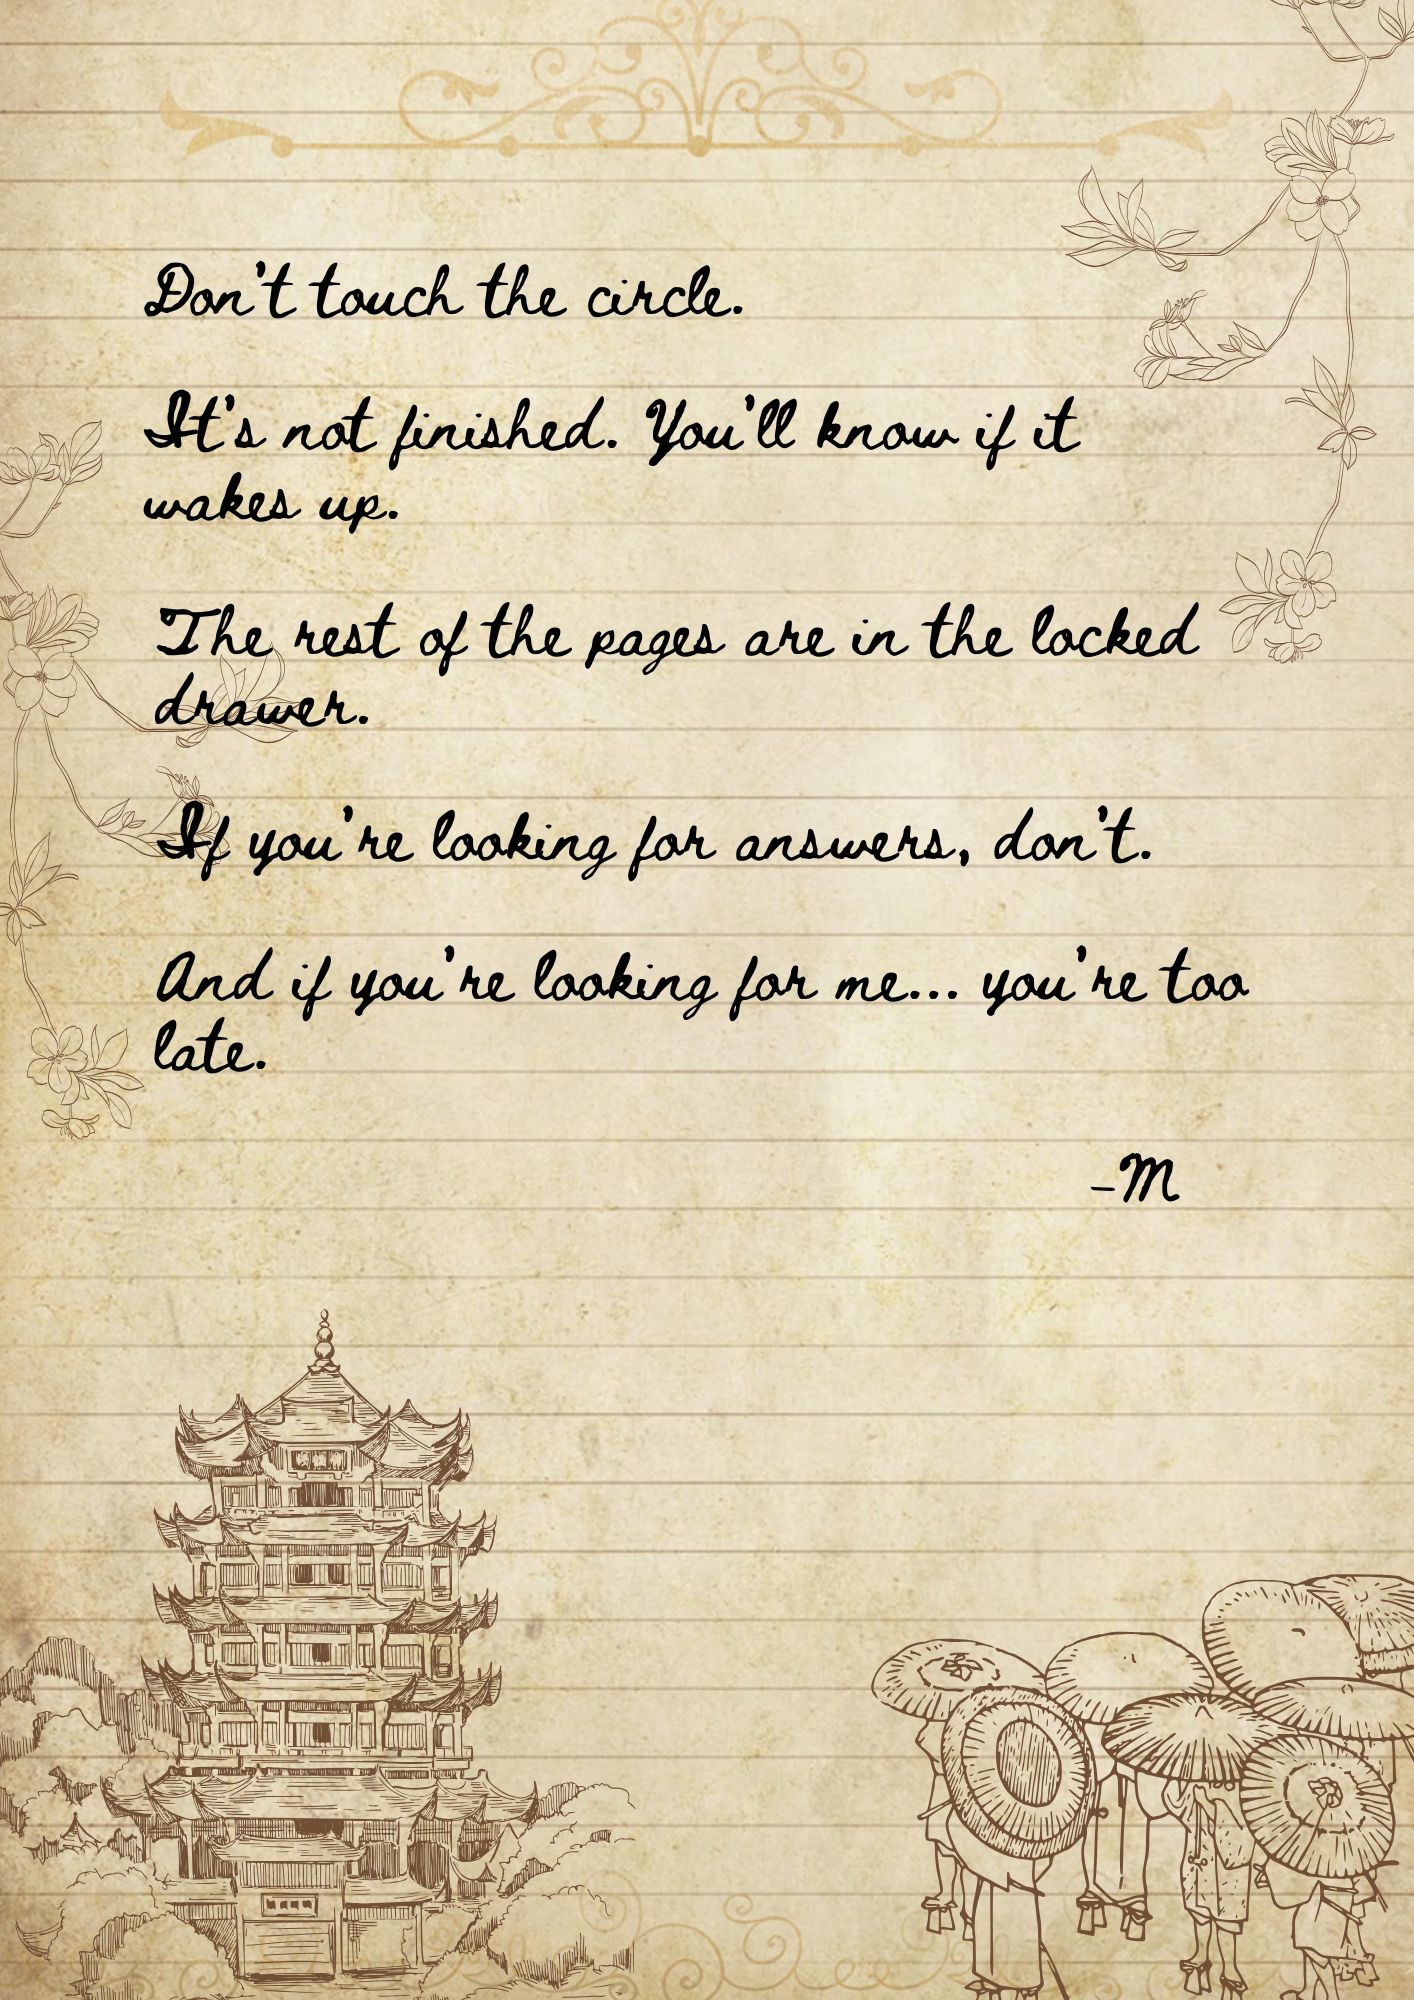 Don't touch the circle.
It's not finished. You'll know if it
wakes up.
The rest of the pages are in the locked
drawer.
If you're looking for answers, don't.
And if you're looking for me... you're too
late.
-M